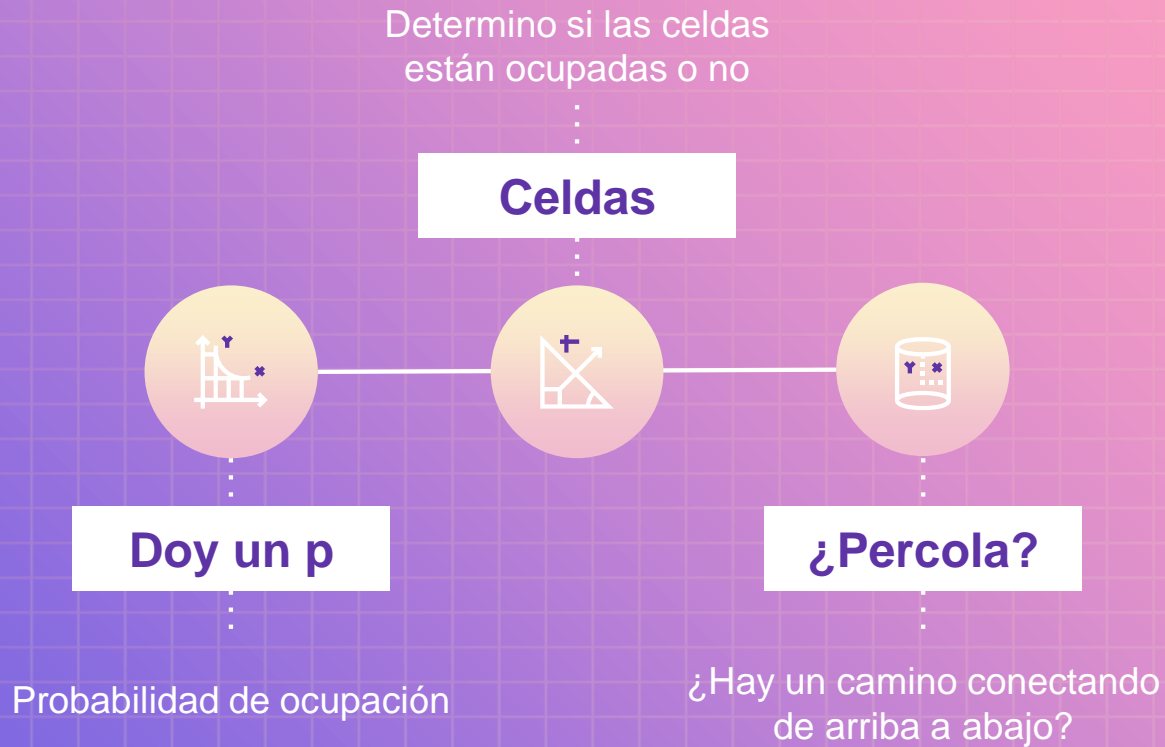 Determino si las celdas
están ocupadas o no
Celdas
Y
X
Y
X
Doy un p
¿Percola?
Probabilidad de ocupación
¿Hay un camino conectando
de arriba a abajo?